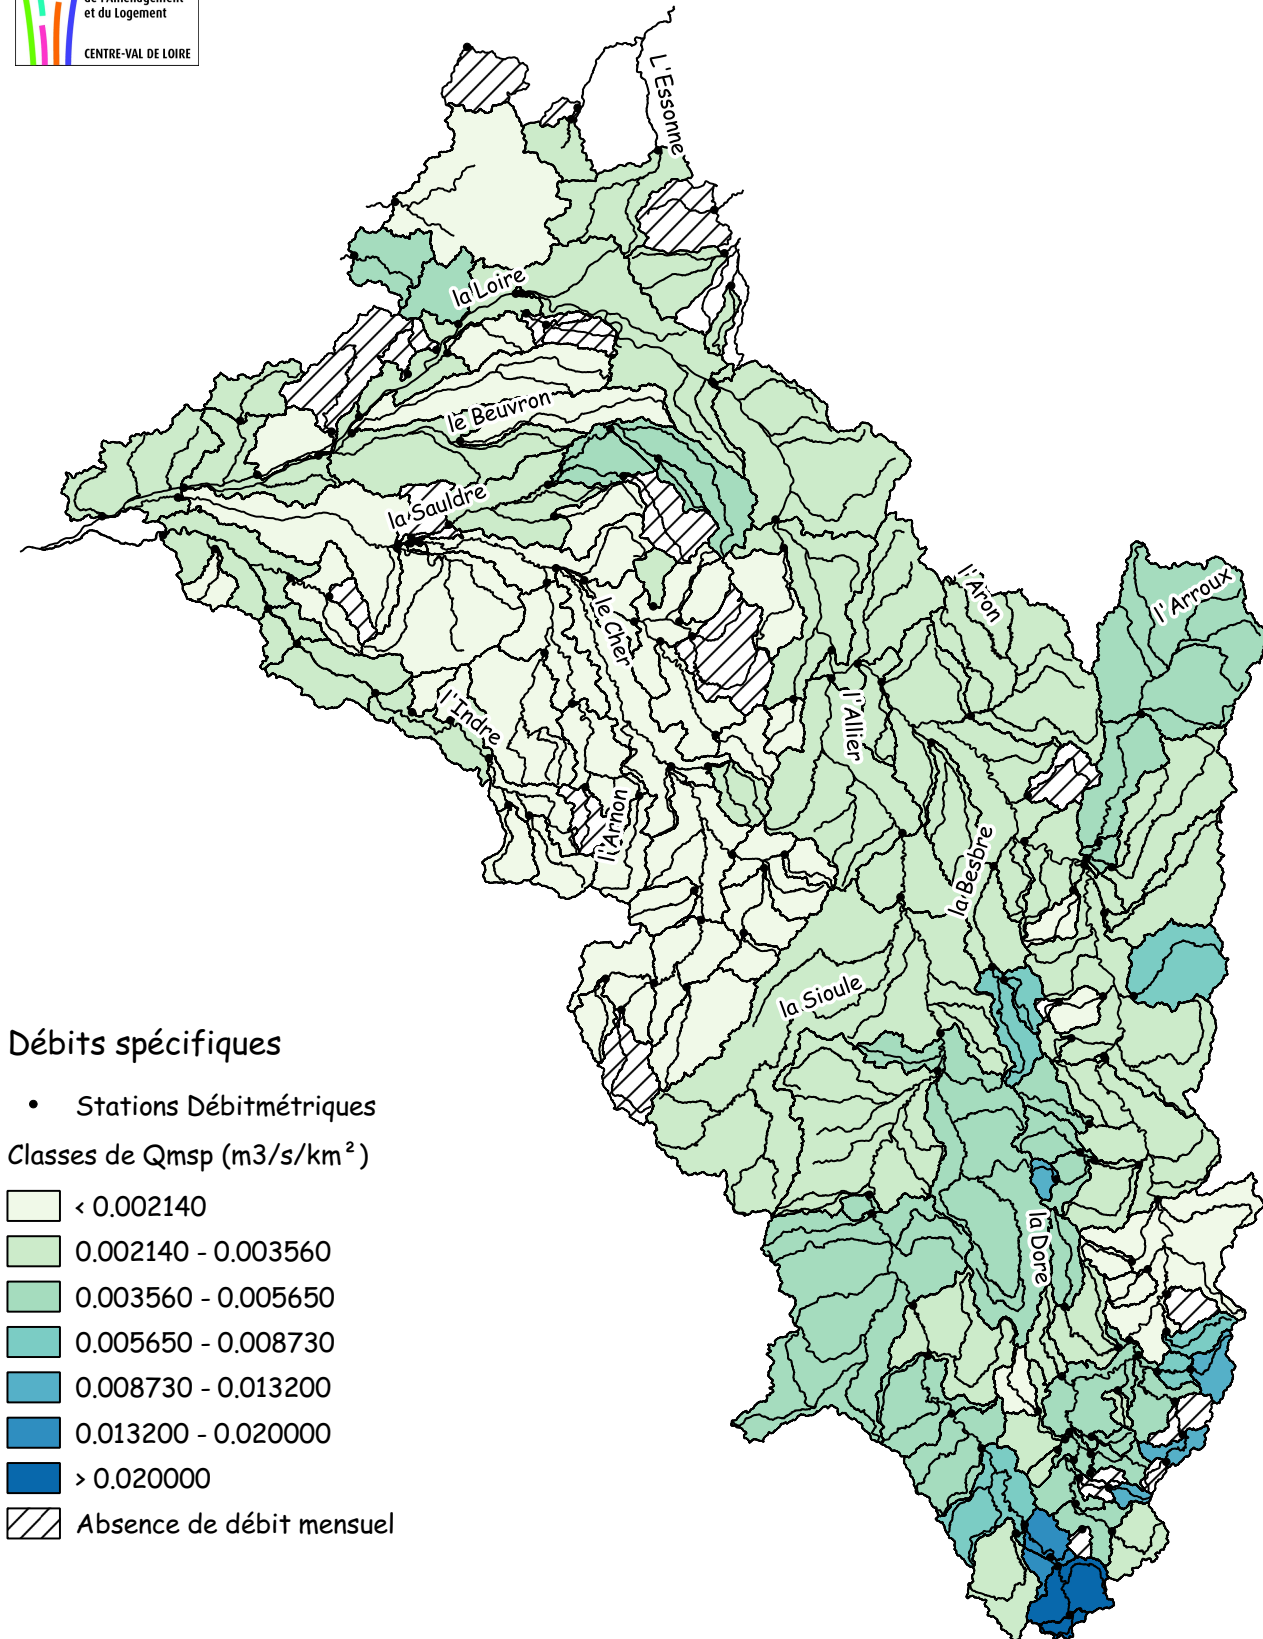 de l'Aménagement
et du Logement
CENTRE-VAL DE LOIRE
L'Essonne
la Loire
le Beuvron
la Sauldre
l'Aron
l'Arroux
le Cher
l'Indre
l'Allier
l'Arnon
la Besbre
la Sioule
la Dore
Débits spécifiques
Stations Débitmétriques
Classes de Qmsp (m3/s/km²)
< 0.002140
0.002140 - 0.003560
0.003560 - 0.005650
0.005650 - 0.008730
0.008730 - 0.013200
0.013200 - 0.020000
> 0.020000
Absence de débit mensuel